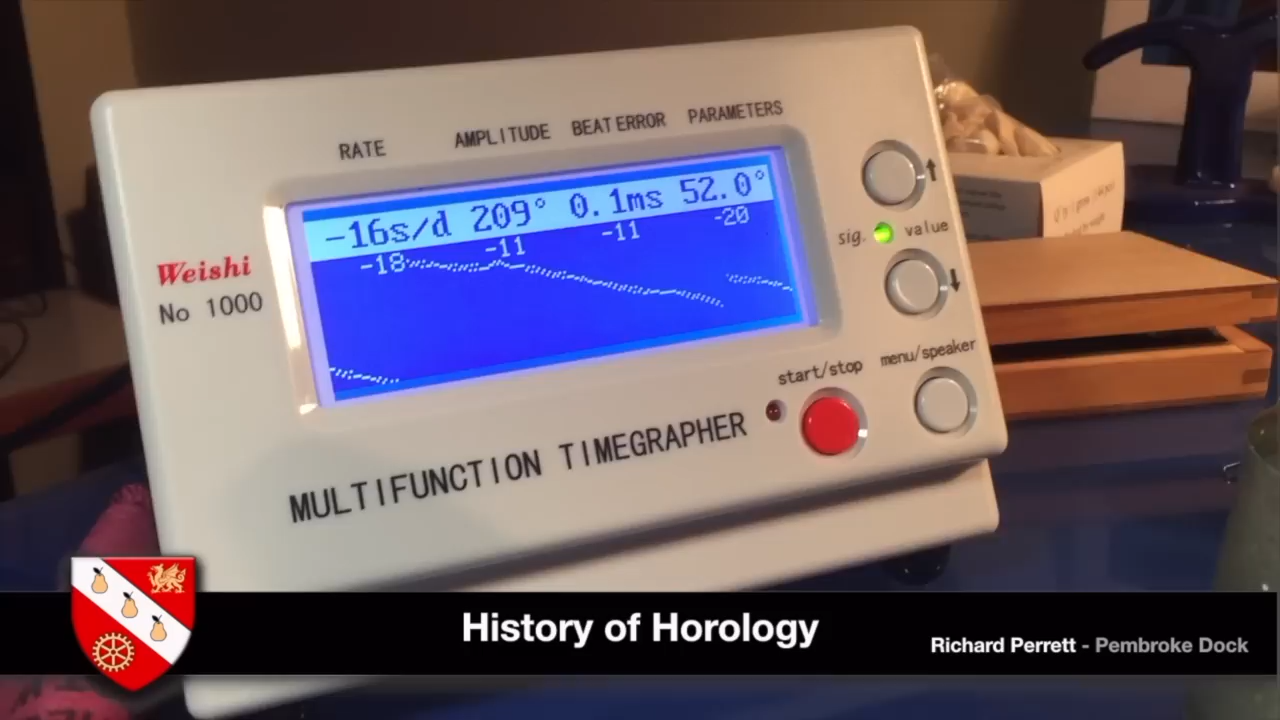 RATE AMPLITUDE BEAT ERROR PARAMETERS
-16s/d 209° 0.1ms 52.0°
-18 -11 -11 -20
sig. value
Weishi
No 1000
menu/speaker
start/stop
MULTIFUNCTION TIMEGRAPHER
History of Horology
Richard Perrett - Pembroke Dock